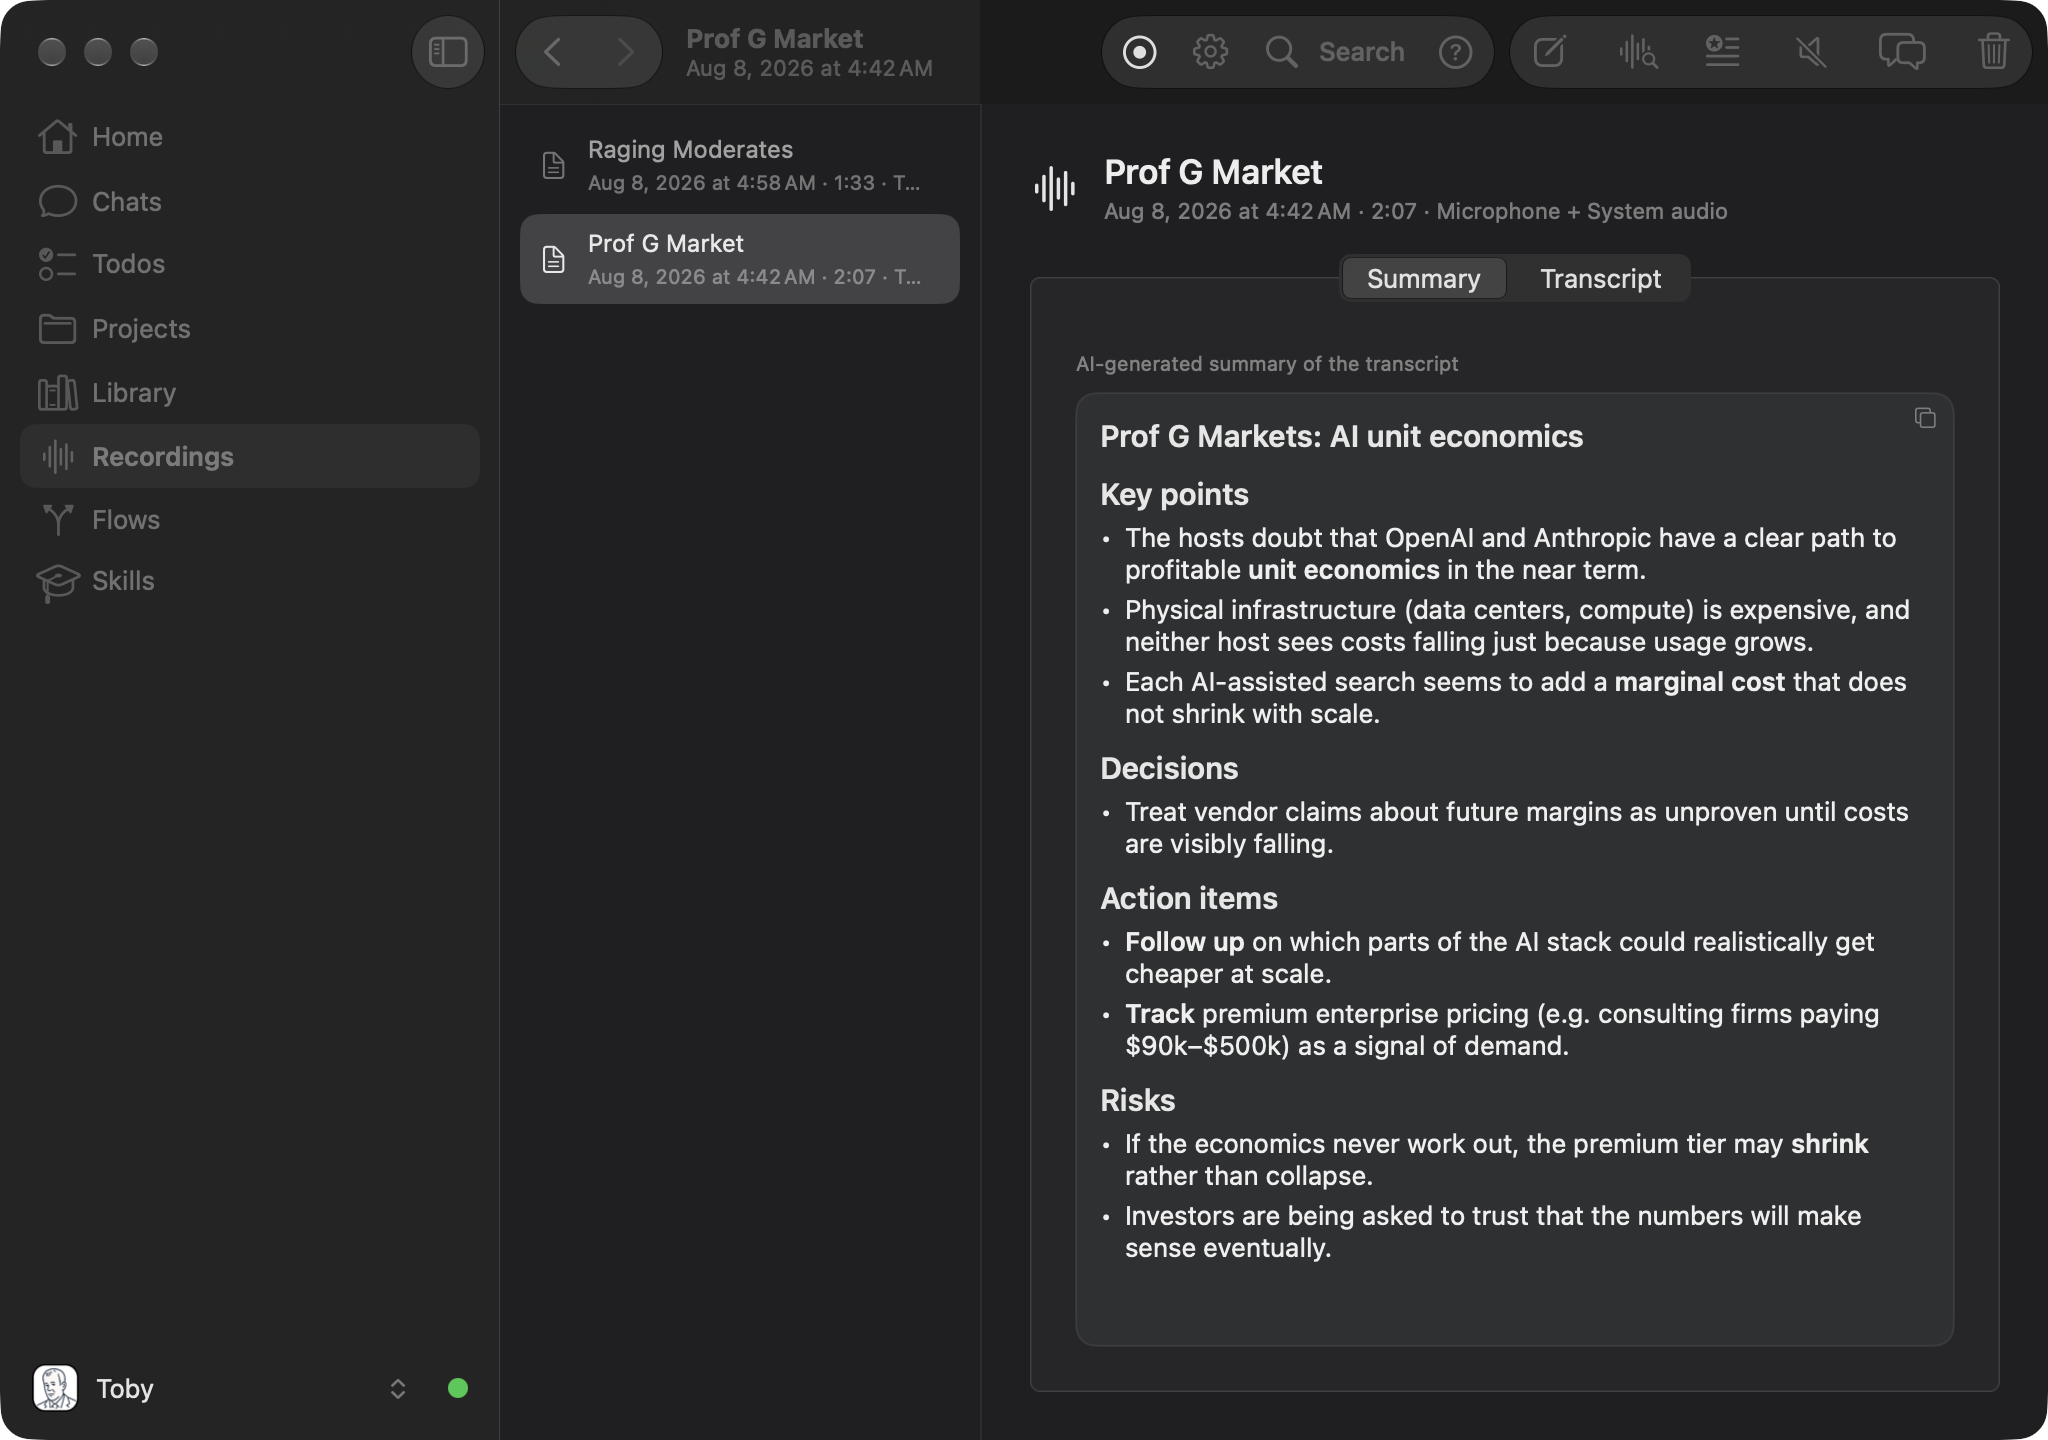 Home
Chats
Todos
Projects
Library
Recordings
Flows
Skills
Toby
Prof G Market
Aug 8, 2026 at 4:42 AM
Raging Moderates
Aug 8, 2026 at 4:58 AM · 1:33 · T...
Prof G Market
Aug 8, 2026 at 4:42 AM · 2:07 · T...
Search
Prof G Market
Aug 8, 2026 at 4:42 AM · 2:07 · Microphone + System audio
Summary
Transcript
AI-generated summary of the transcript
Prof G Markets: AI unit economics
Key points
• The hosts doubt that OpenAI and Anthropic have a clear path to
profitable unit economics in the near term.
• Physical infrastructure (data centers, compute) is expensive, and
neither host sees costs falling just because usage grows.
• Each AI-assisted search seems to add a marginal cost that does
not shrink with scale.
Decisions
• Treat vendor claims about future margins as unproven until costs
are visibly falling.
Action items
• Follow up on which parts of the AI stack could realistically get
cheaper at scale.
• Track premium enterprise pricing (e.g. consulting firms paying
$90k–$500k) as a signal of demand.
Risks
• If the economics never work out, the premium tier may shrink
rather than collapse.
• Investors are being asked to trust that the numbers will make
sense eventually.